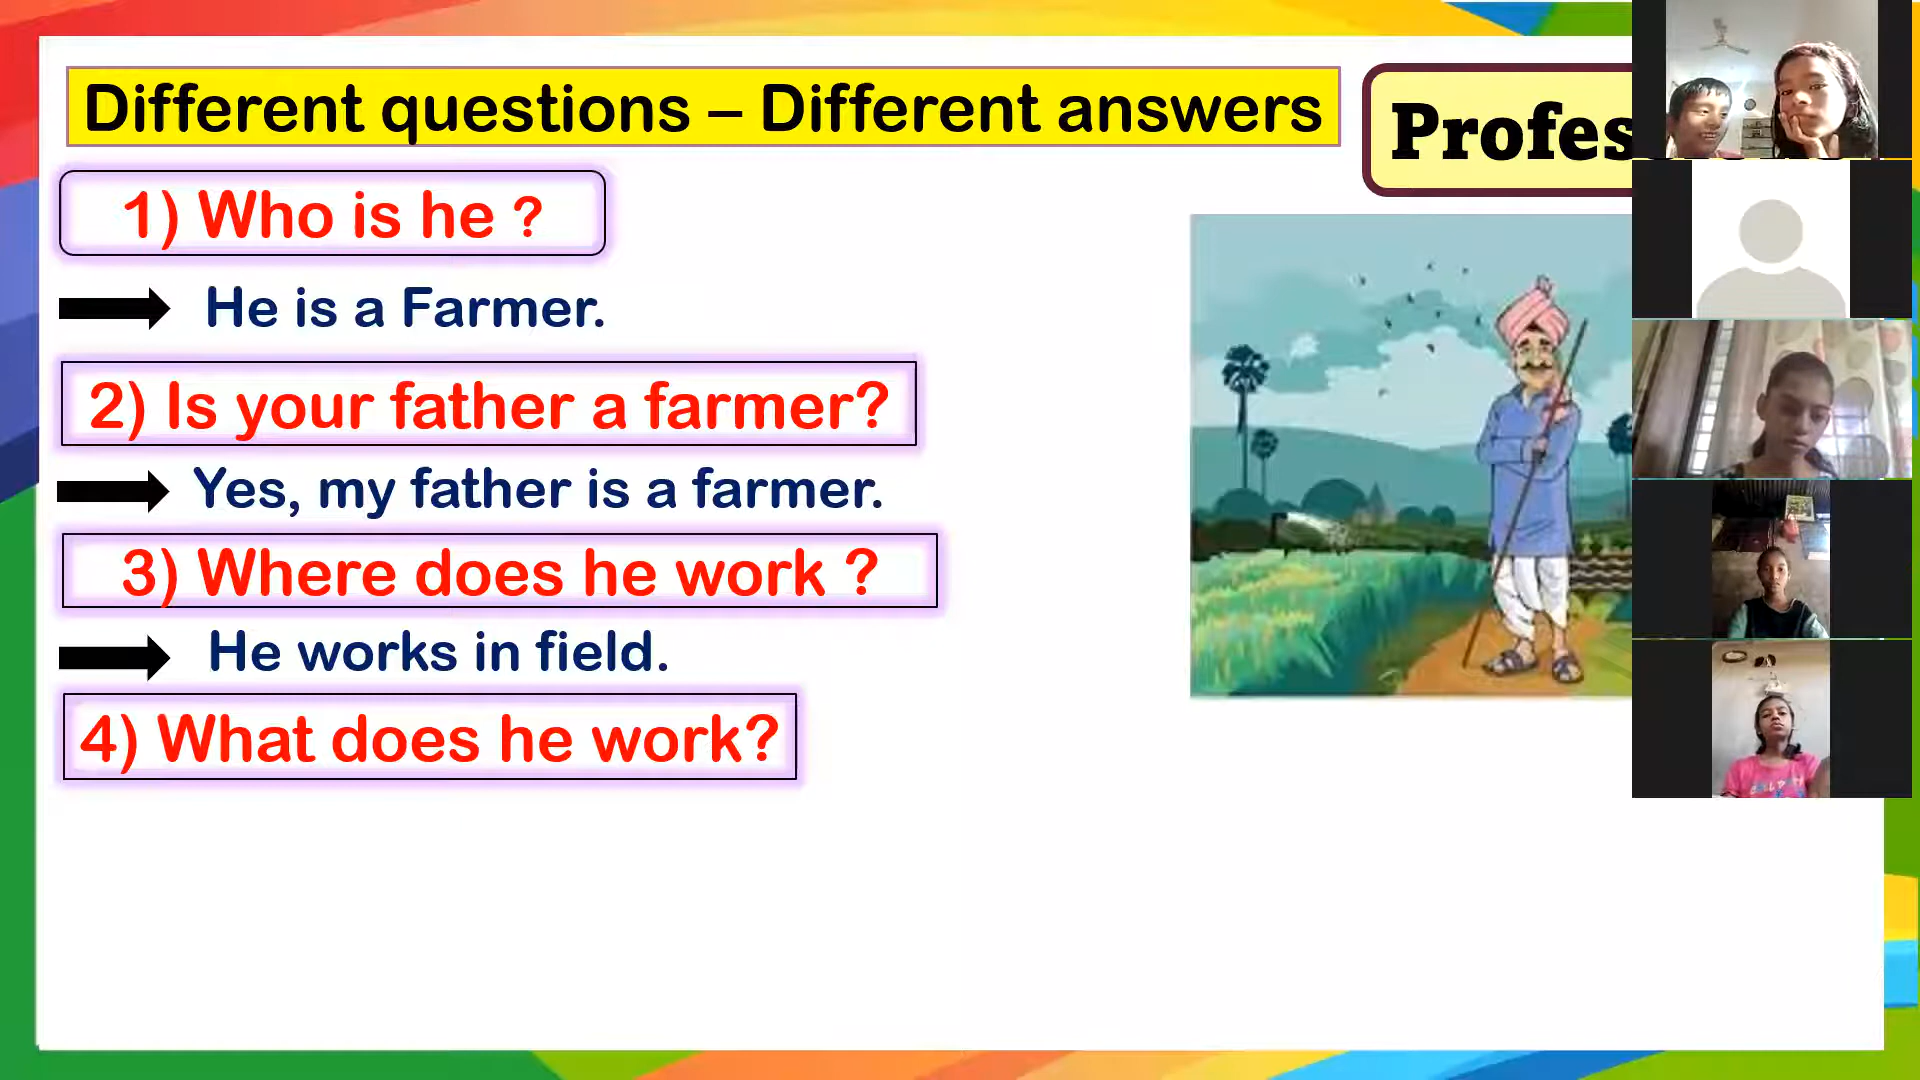 Different questions – Different answers
Profes
1) Who is he ?
He is a Farmer.
2) Is your father a farmer?
Yes, my father is a farmer.
3) Where does he work ?
He works in field.
4) What does he work?